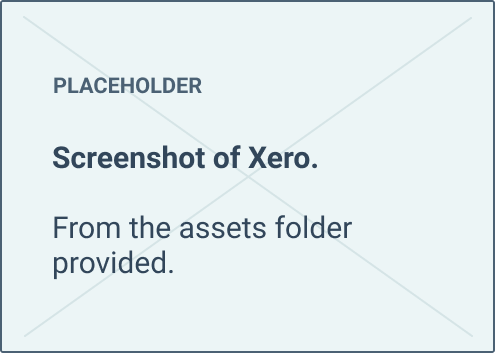 PLACEHOLDER
Screenshot of Xero.
From the assets folder
provided.